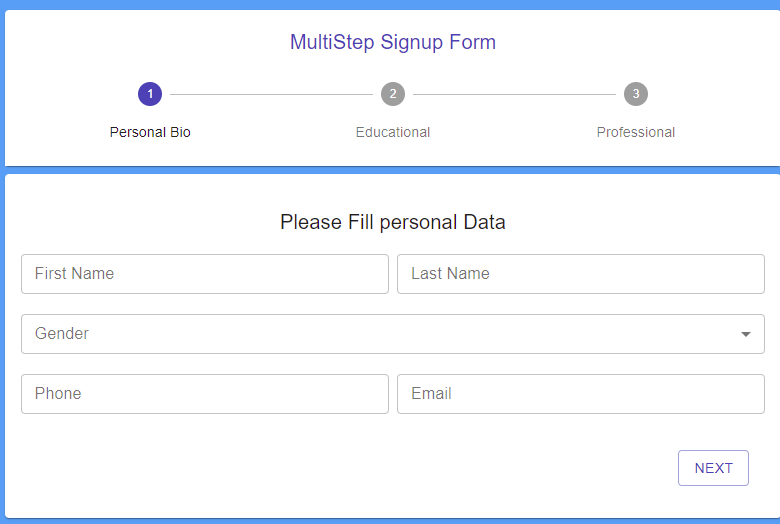 MultiStep Signup Form
1 2 3
Personal Bio Educational Professional
Please Fill personal Data
First Name Last Name
Gender
Phone Email
NEXT